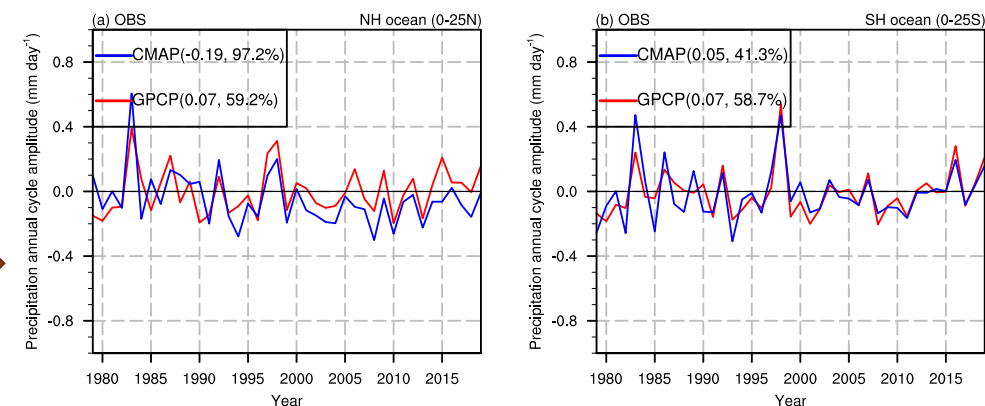 (a) OBS NH ocean (0-25N)
CMAP(-0.19, 97.2%)
GPCP(0.07, 59.2%)
0.8
0.4
0.0
-0.4
-0.8
Precipitation annual cycle amplitude (mm day-1)
1980 1985 1990 1995 2000 2005 2010 2015
Year
(b) OBS SH ocean (0-25S)
CMAP(0.05, 41.3%)
GPCP(0.07, 58.7%)
0.8
0.4
0.0
-0.4
-0.8
Precipitation annual cycle amplitude (mm day-1)
1980 1985 1990 1995 2000 2005 2010 2015
Year